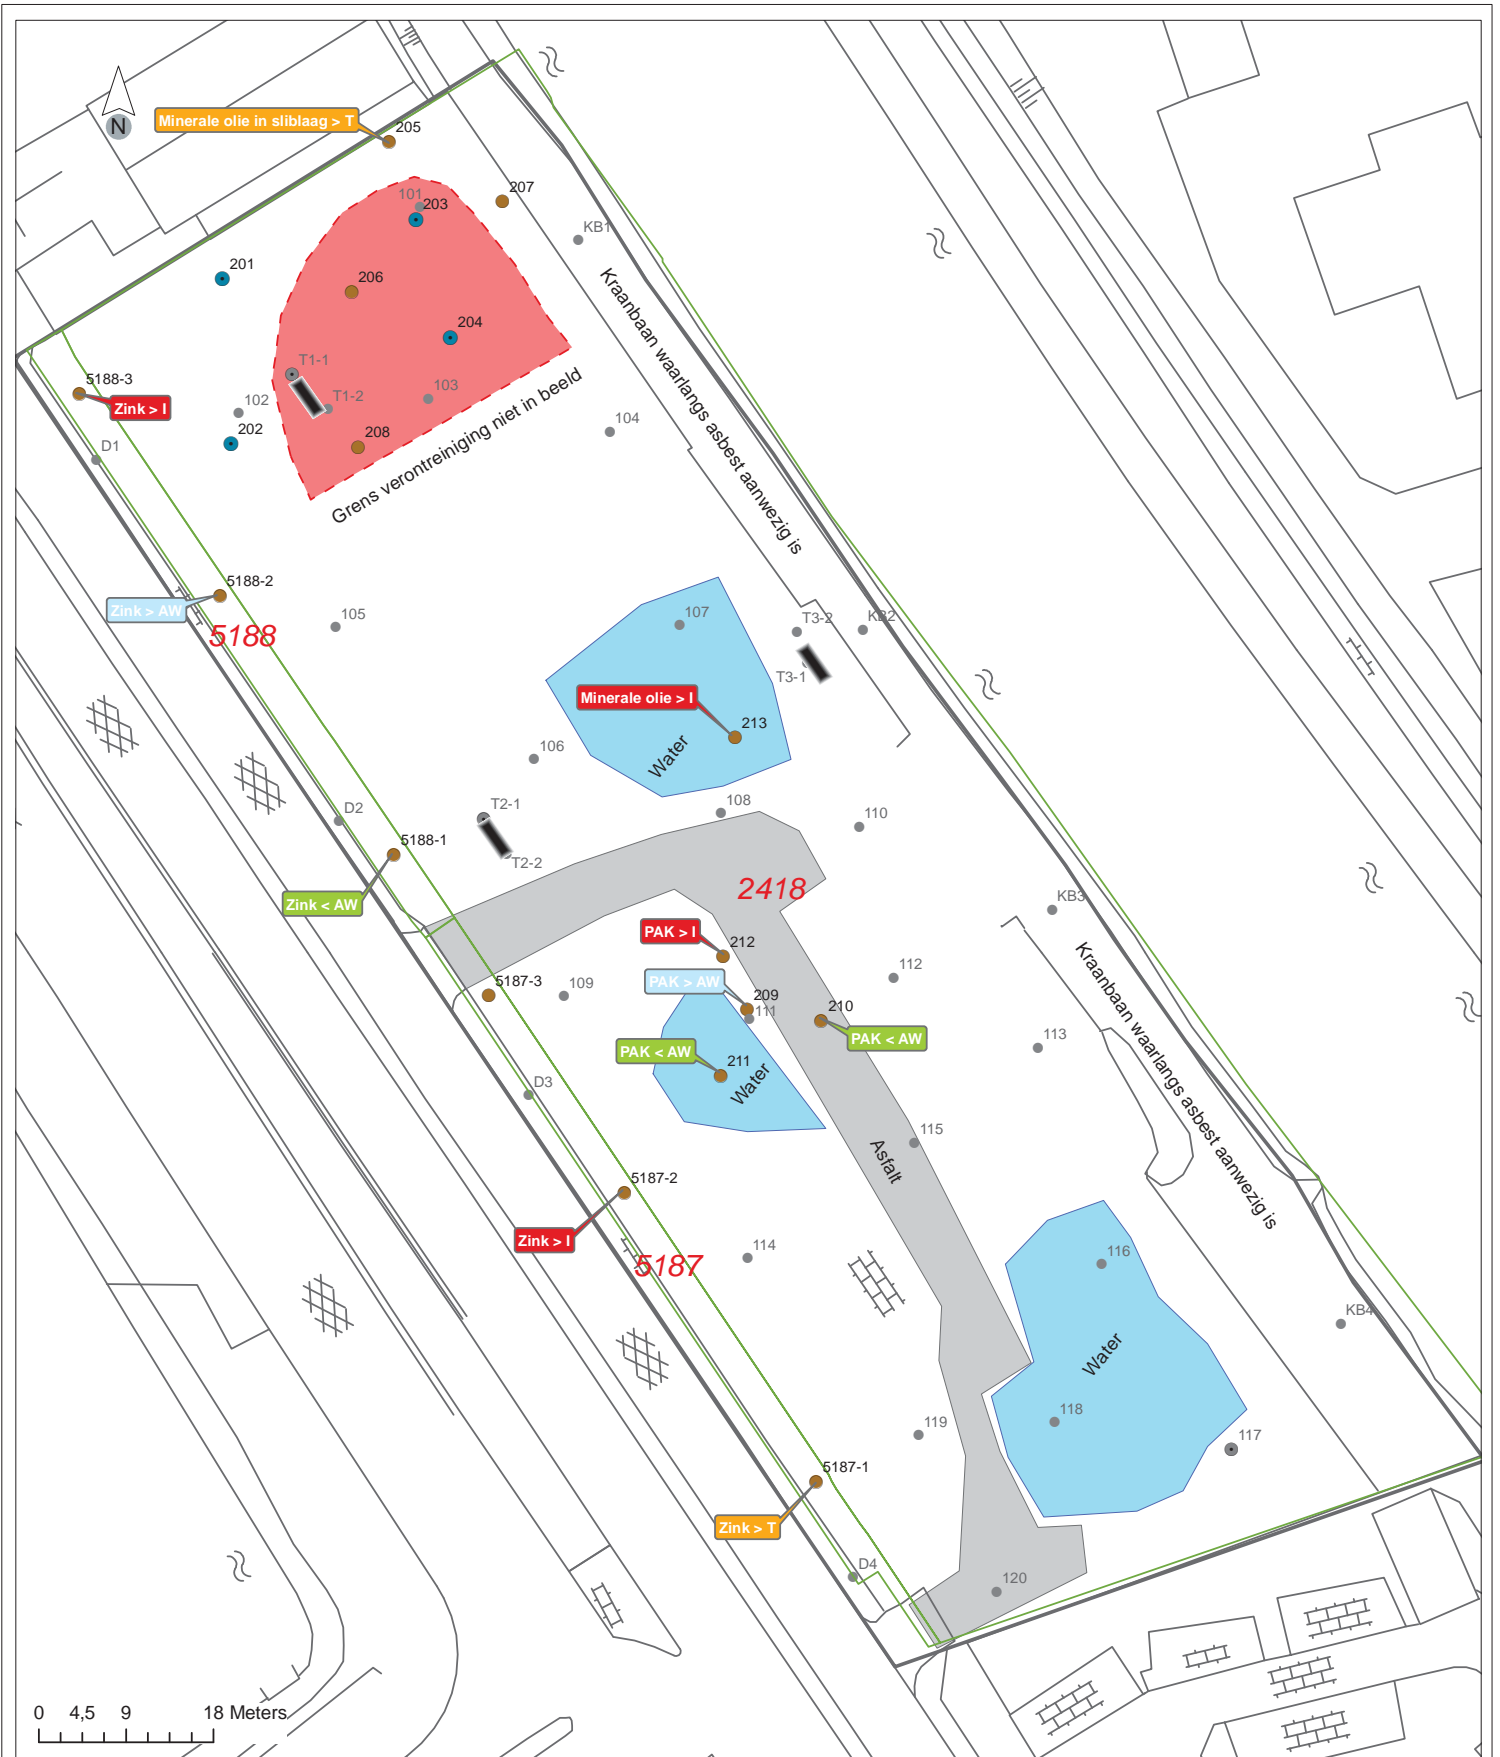 N
Minerale olie in sliblaag > T
205
207
101
203
KB1
201
206
204
T1-1
T1-2
103
5188-3
Zink > I
102
202
208
104
D1
Grens verontreiniging niet in beeld
Kraanbaan waarlangs asbest aanwezig is
5188-2
Zink > AW
5188
105
107
T3-2
KB2
T3-1
Minerale olie > I
213
Water
106
T2-1
T2-2
108
110
D2
5188-1
Zink < AW
2418
KB3
PAK > I
212
PAK > AW
209
111
210
PAK < AW
112
5187-3
109
PAK < AW
211
Water
113
Kraanbaan waarlangs asbest aanwezig is
D3
115
Asfalt
5187-2
Zink > I
5187
114
116
KB4
Water
118
119
117
5187-1
Zink > T
D4
120
0 4,5 9 18 Meters